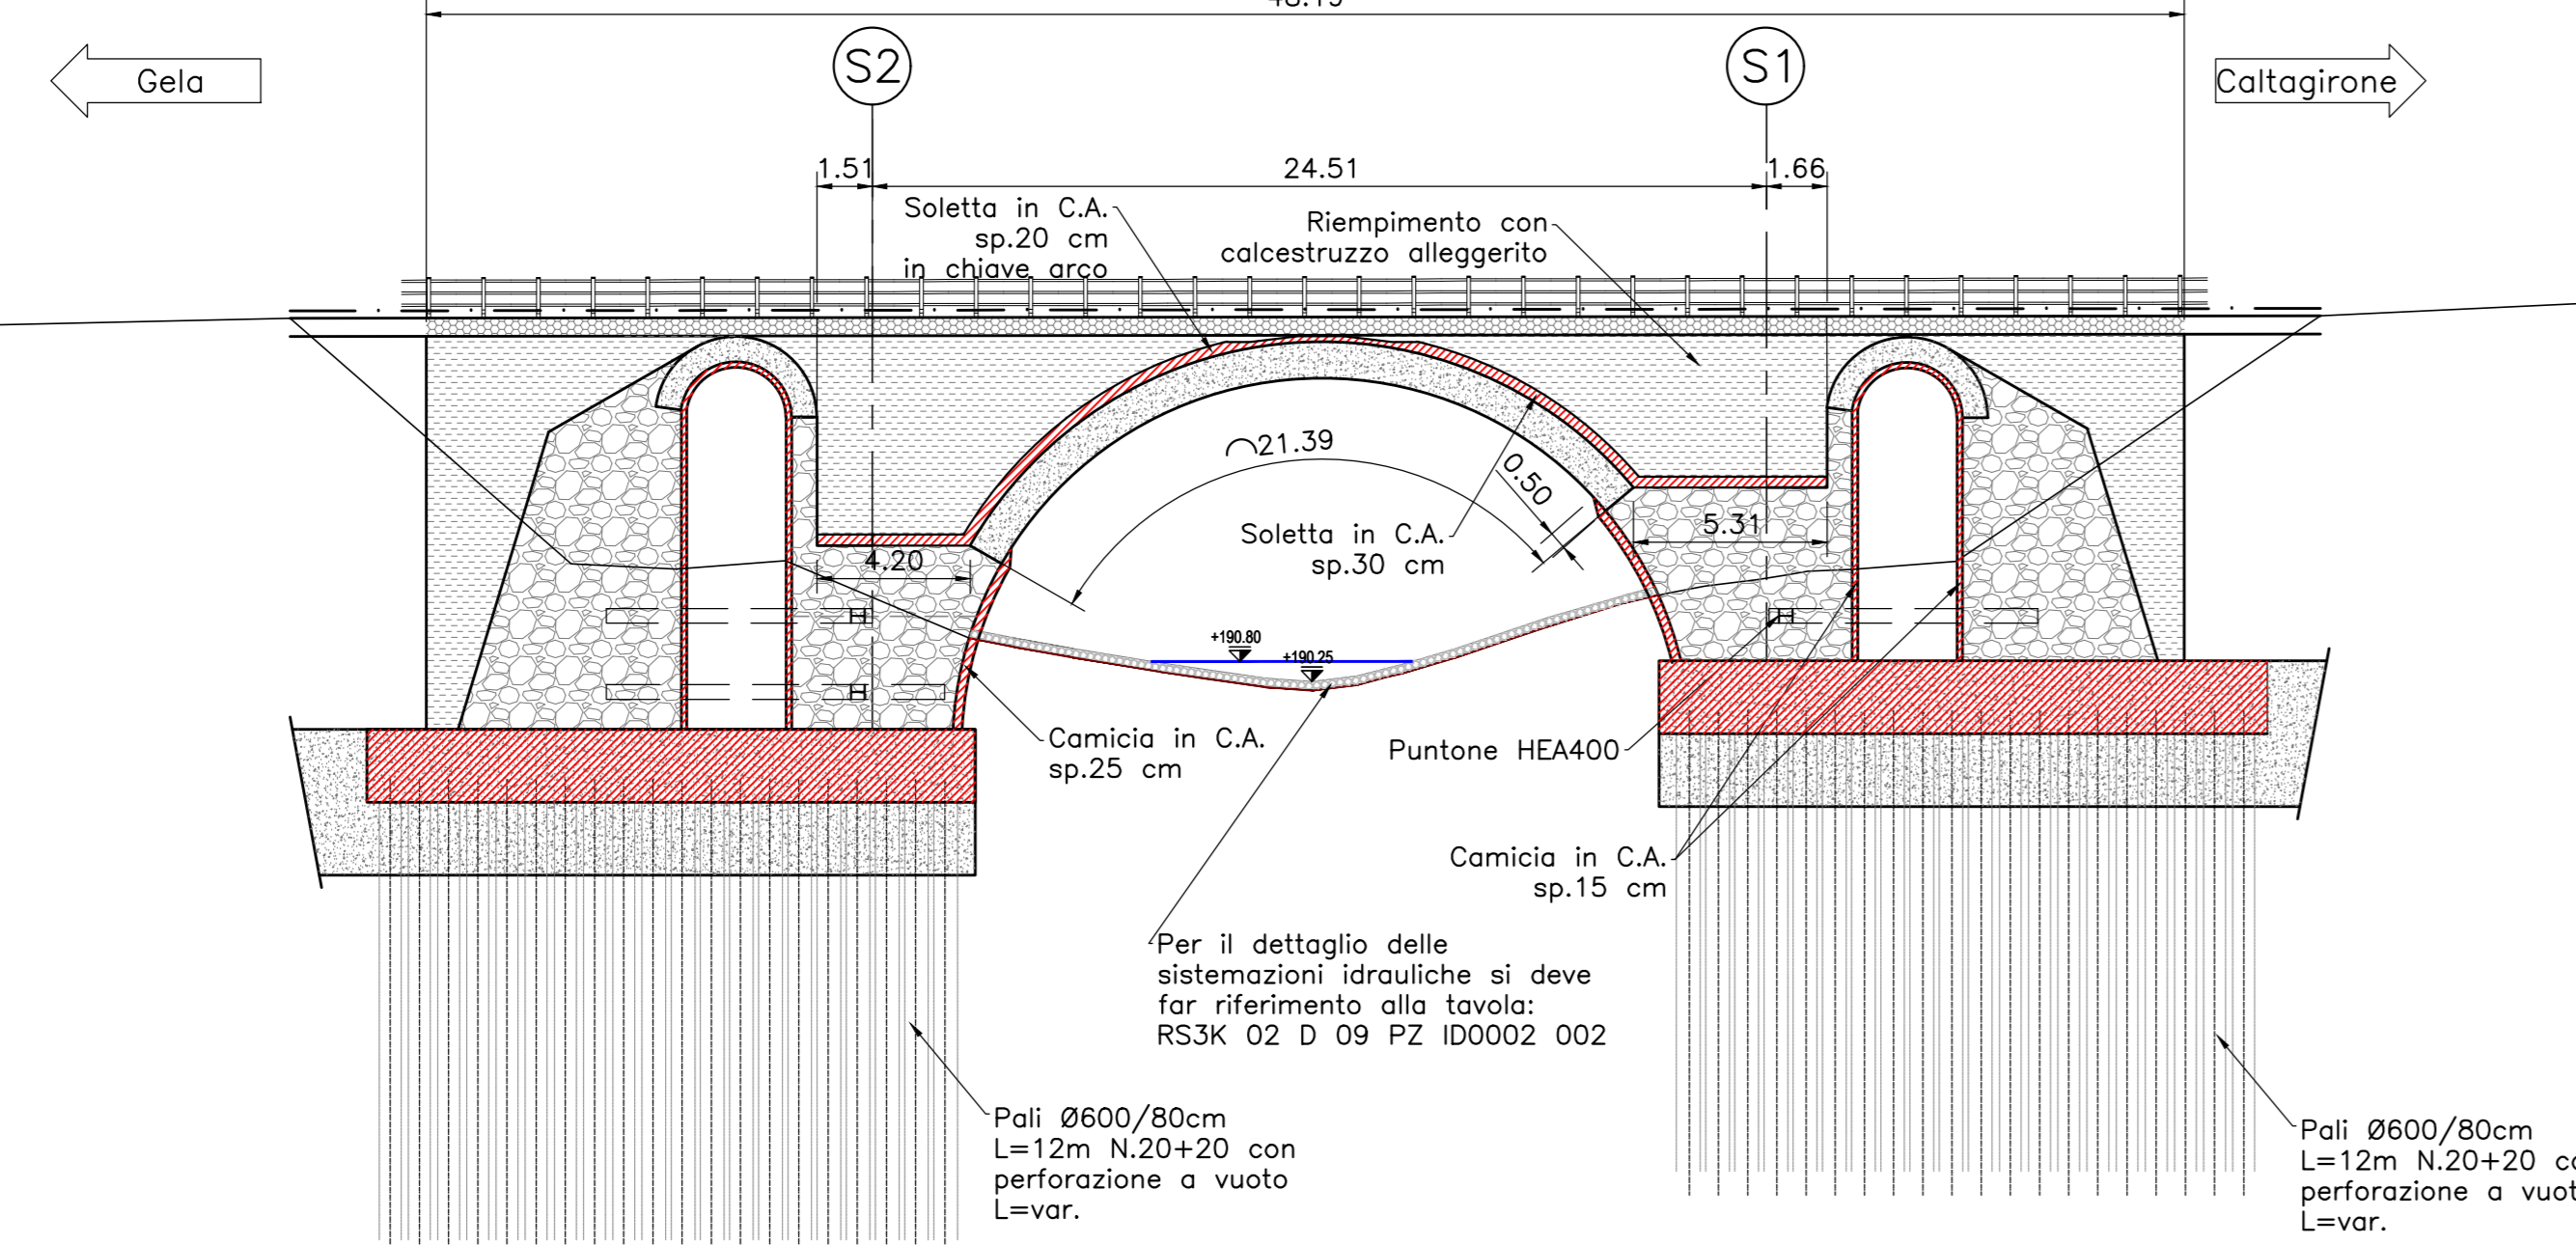 Gela
S2
S1
Caltagirone
1.51
24.51
1.66
Soletta in C.A.
sp.20 cm
in chiave arco
Riempimento con
calcestruzzo alleggerito
21.39
0.50
Soletta in C.A.
sp.30 cm
4.20
5.31
H
H
H
+190.80
+190.25
Camicia in C.A.
sp.25 cm
Puntone HEA400
Camicia in C.A.
sp.15 cm
Per il dettaglio delle
sistemazioni idrauliche si deve
far riferimento alla tavola:
RS3K 02 D 09 PZ ID0002 002
Pali Ø600/80cm
L=12m N.20+20 con
perforazione a vuoto
L=var.
Pali Ø600/80cm
L=12m N.20+20
perforazione a
L=var.